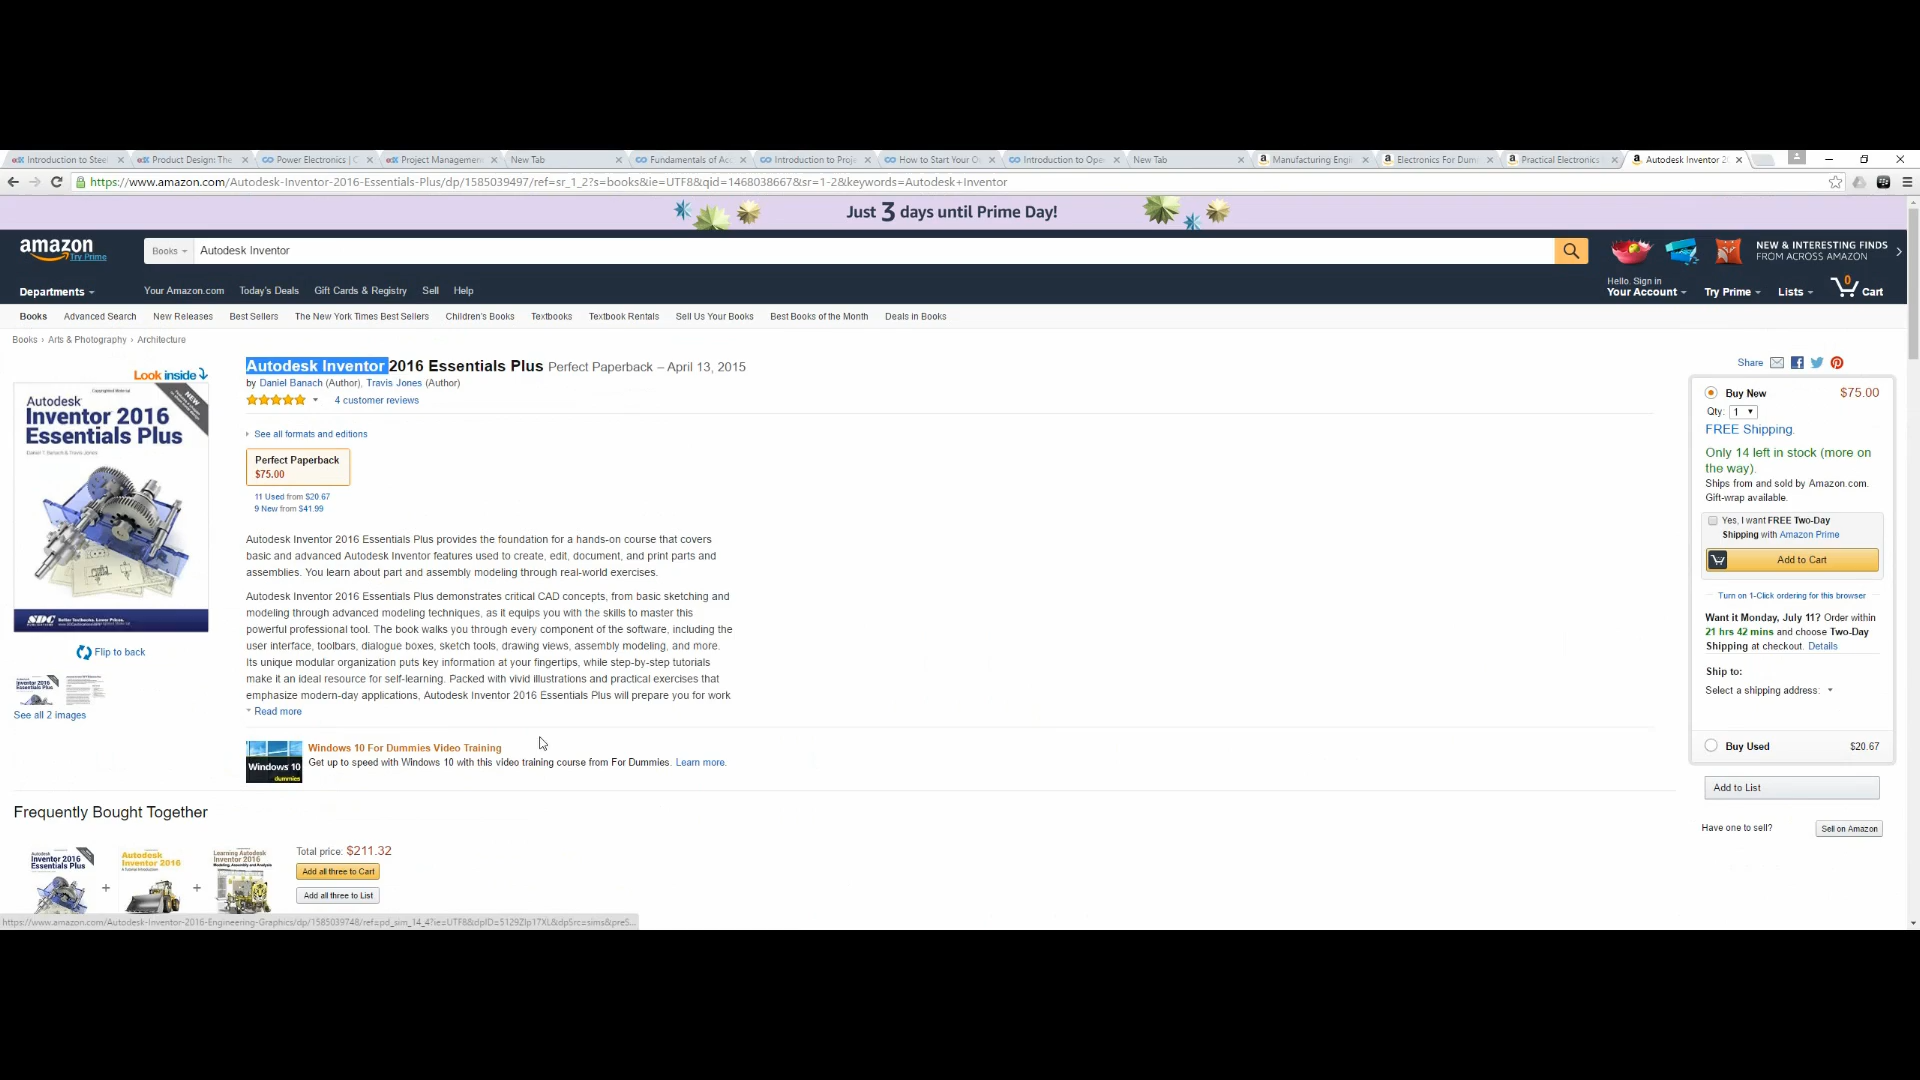 Introduction to Stee
Product Design: The
Power Electronics | C
Project Management
New Tab
Fundamentals of Ac
Introduction to Proje
How to Start Your O
Introduction to Ope
New Tab
Manufacturing Engi
Electronics For Dum
Practical Electronics
Autodesk Inventor 2
https://www.amazon.com/Autodesk-Inventor-2016-Essentials-Plus/dp/1585039497/ref=sr_1_2?s=books&ie=UTF8&qid=1468038667&sr=1-2&keywords=Autodesk+Inventor
Just 3 days until Prime Day!
amazon
Try Prime
Books
Autodesk Inventor
NEW & INTERESTING FINDS
FROM ACROSS AMAZON
Departments
Your Amazon.com
Today's Deals
Gift Cards & Registry
Sell
Help
Hello. Sign in
Your Account
Try Prime
Lists
0
Cart
Books
Advanced Search
New Releases
Best Sellers
The New York Times Best Sellers
Children's Books
Textbooks
Textbook Rentals
Sell Us Your Books
Best Books of the Month
Deals in Books
Books › Arts & Photography › Architecture
Look inside
Autodesk
Inventor 2016
Essentials Plus
NEW
SDC
Flip to back
See all 2 images
Autodesk Inventor 2016 Essentials Plus Perfect Paperback – April 13, 2015
by Daniel Banach (Author), Travis Jones (Author)
4 customer reviews
See all formats and editions
Perfect Paperback
$75.00
11 Used from $20.67
9 New from $41.99
Autodesk Inventor 2016 Essentials Plus provides the foundation for a hands-on course that covers
basic and advanced Autodesk Inventor features used to create, edit, document, and print parts and
assemblies. You learn about part and assembly modeling through real-world exercises.
Autodesk Inventor 2016 Essentials Plus demonstrates critical CAD concepts, from basic sketching and
modeling through advanced modeling techniques, as it equips you with the skills to master this
powerful professional tool. The book walks you through every component of the software, including the
user interface, toolbars, dialogue boxes, sketch tools, drawing views, assembly modeling, and more.
Its unique modular organization puts key information at your fingertips, while step-by-step tutorials
make it an ideal resource for self-learning. Packed with vivid illustrations and practical exercises that
emphasize modern-day applications, Autodesk Inventor 2016 Essentials Plus will prepare you for work
Read more
Windows 10
dummies
Windows 10 For Dummies Video Training
Get up to speed with Windows 10 with this video training course from For Dummies. Learn more.
Share
Buy New
$75.00
Qty: 1
FREE Shipping.
Only 14 left in stock (more on
the way).
Ships from and sold by Amazon.com.
Gift-wrap available.
Yes, I want FREE Two-Day
Shipping with Amazon Prime
Add to Cart
Turn on 1-Click ordering for this browser
Want it Monday, July 11? Order within
21 hrs 42 mins and choose Two-Day
Shipping at checkout. Details
Ship to:
Select a shipping address:
Buy Used
$20.67
Add to List
Have one to sell?
Sell on Amazon
Frequently Bought Together
Inventor 2016
Essentials Plus
+
Autodesk
Inventor 2016
+
Learning Autodesk
Inventor 2016
Total price: $211.32
Add all three to Cart
Add all three to List